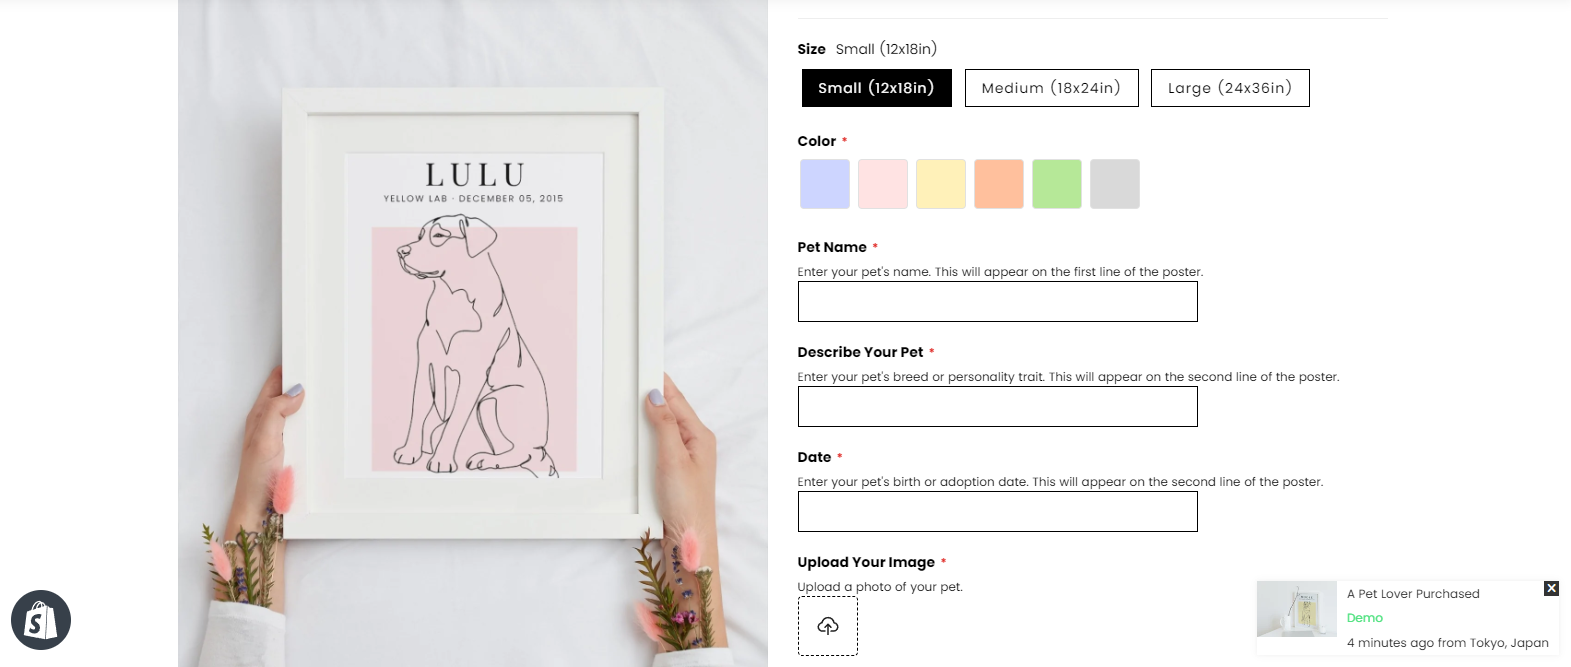 LULU
YELLOW LAB · DECEMBER 05, 2015
Size Small (12x18in)
Small (12x18in) Medium (18x24in) Large (24x36in)
Color *
Pet Name *
Enter your pet's name. This will appear on the first line of the poster.
Describe Your Pet *
Enter your pet's breed or personality trait. This will appear on the second line of the poster.
Date *
Enter your pet's birth or adoption date. This will appear on the second line of the poster.
Upload Your Image *
Upload a photo of your pet.
A Pet Lover Purchased
Demo
4 minutes ago from Tokyo, Japan